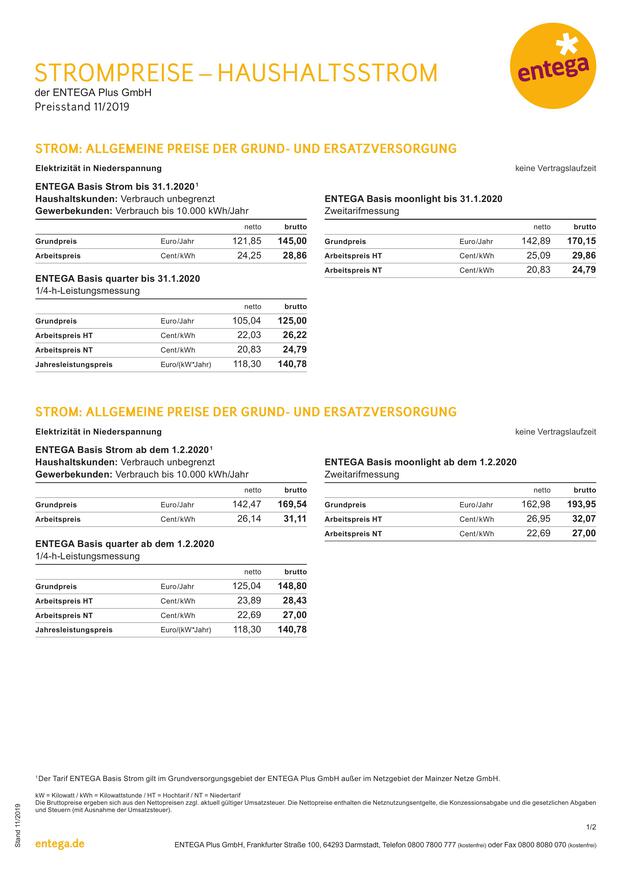 entega
STROMPREISE – HAUSHALTSSTROM
der ENTEGA Plus GmbH
Preisstand 11/2019
STROM: ALLGEMEINE PREISE DER GRUND- UND ERSATZVERSORGUNG
Elektrizität in Niederspannung keine Vertragslaufzeit
ENTEGA Basis Strom bis 31.1.2020¹
Haushaltskunden: Verbrauch unbegrenzt
Gewerbekunden: Verbrauch bis 10.000 kWh/Jahr
netto brutto
Grundpreis Euro/Jahr 121,85 145,00
Arbeitspreis Cent/kWh 24,25 28,86
ENTEGA Basis moonlight bis 31.1.2020
Zweitarifmessung
netto brutto
Grundpreis Euro/Jahr 142,89 170,15
Arbeitspreis HT Cent/kWh 25,09 29,86
Arbeitspreis NT Cent/kWh 20,83 24,79
ENTEGA Basis quarter bis 31.1.2020
1/4-h-Leistungsmessung
netto brutto
Grundpreis Euro/Jahr 105,04 125,00
Arbeitspreis HT Cent/kWh 22,03 26,22
Arbeitspreis NT Cent/kWh 20,83 24,79
Jahresleistungspreis Euro/(kW*Jahr) 118,30 140,78
STROM: ALLGEMEINE PREISE DER GRUND- UND ERSATZVERSORGUNG
Elektrizität in Niederspannung keine Vertragslaufzeit
ENTEGA Basis Strom ab dem 1.2.2020¹
Haushaltskunden: Verbrauch unbegrenzt
Gewerbekunden: Verbrauch bis 10.000 kWh/Jahr
netto brutto
Grundpreis Euro/Jahr 142,47 169,54
Arbeitspreis Cent/kWh 26,14 31,11
ENTEGA Basis moonlight ab dem 1.2.2020
Zweitarifmessung
netto brutto
Grundpreis Euro/Jahr 162,98 193,95
Arbeitspreis HT Cent/kWh 26,95 32,07
Arbeitspreis NT Cent/kWh 22,69 27,00
ENTEGA Basis quarter ab dem 1.2.2020
1/4-h-Leistungsmessung
netto brutto
Grundpreis Euro/Jahr 125,04 148,80
Arbeitspreis HT Cent/kWh 23,89 28,43
Arbeitspreis NT Cent/kWh 22,69 27,00
Jahresleistungspreis Euro/(kW*Jahr) 118,30 140,78
¹Der Tarif ENTEGA Basis Strom gilt im Grundversorgungsgebiet der ENTEGA Plus GmbH außer im Netzgebiet der Mainzer Netze GmbH.
kW = Kilowatt / kWh = Kilowattstunde / HT = Hochtarif / NT = Niedertarif
Die Bruttopreise ergeben sich aus den Nettopreisen zzgl. aktuell gültiger Umsatzsteuer. Die Nettopreise enthalten die Netznutzungsentgelte, die Konzessionsabgabe und die gesetzlichen Abgaben
und Steuern (mit Ausnahme der Umsatzsteuer).
Stand 11/2019
1/2
entega.de ENTEGA Plus GmbH, Frankfurter Straße 100, 64293 Darmstadt, Telefon 0800 7800 777 (kostenfrei) oder Fax 0800 8080 070 (kostenfrei)